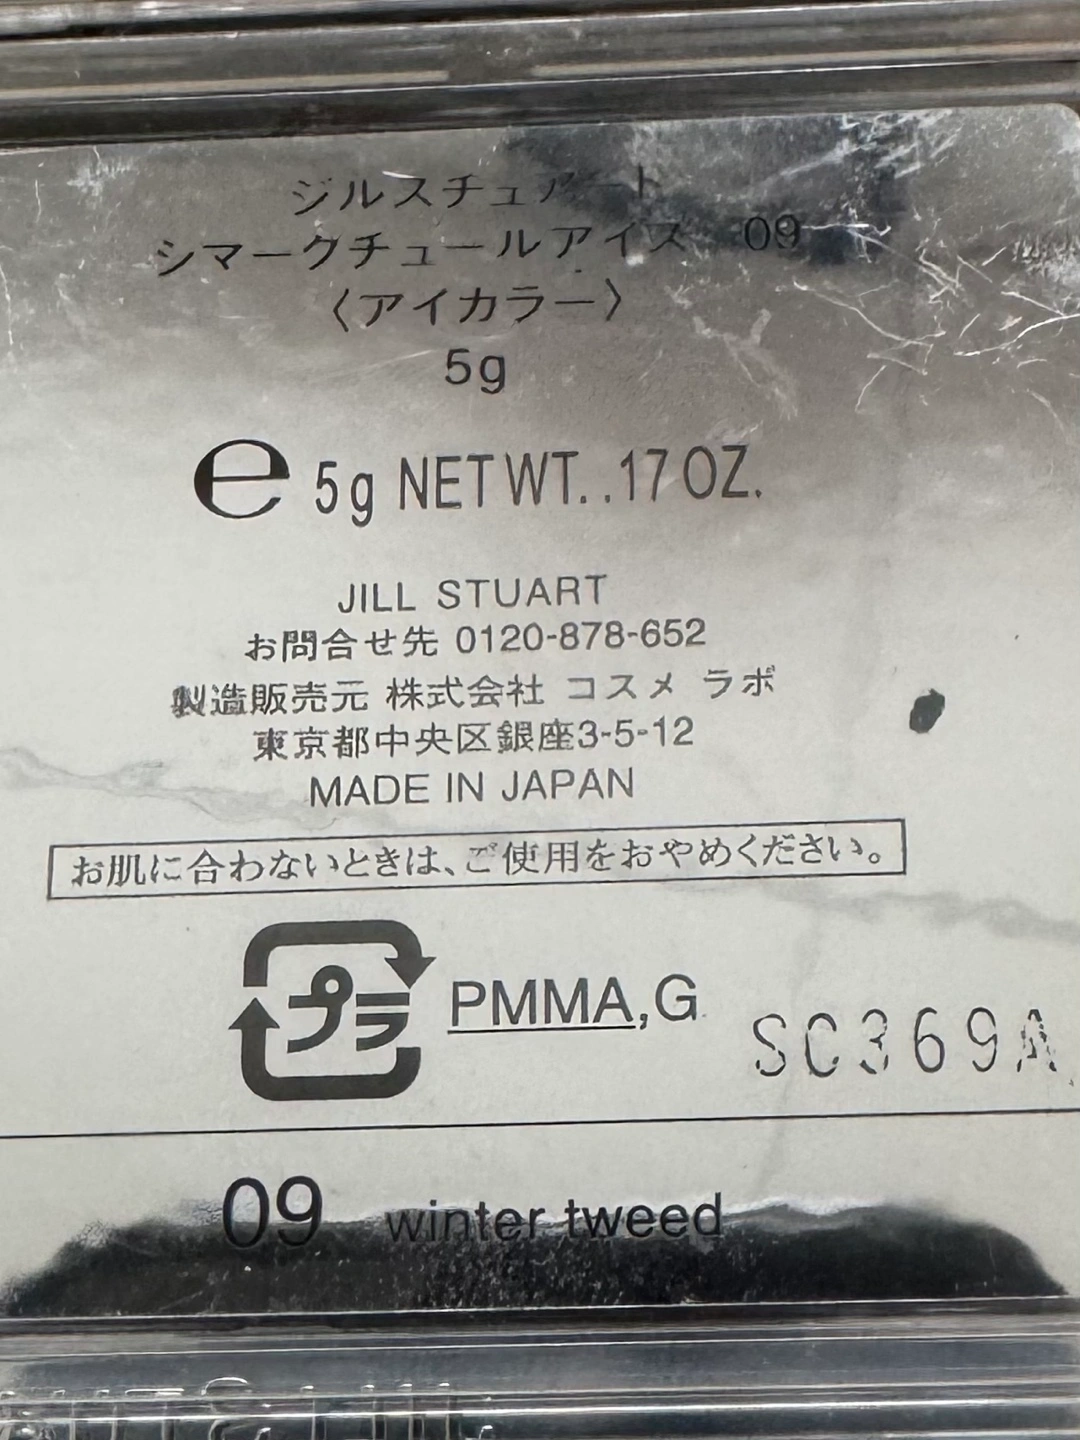 ジルスチュアート
シマークチュールアイズ 09
〈アイカラー〉
5g
e 5g NET WT. .17 OZ.
JILL STUART
お問合せ先 0120-878-652
製造販売元 株式会社 コスメ ラボ
東京都中央区銀座3-5-12
MADE IN JAPAN
お肌に合わないときは、ご使用をおやめください。
プラ PMMA,G
SC369A
09 winter tweed